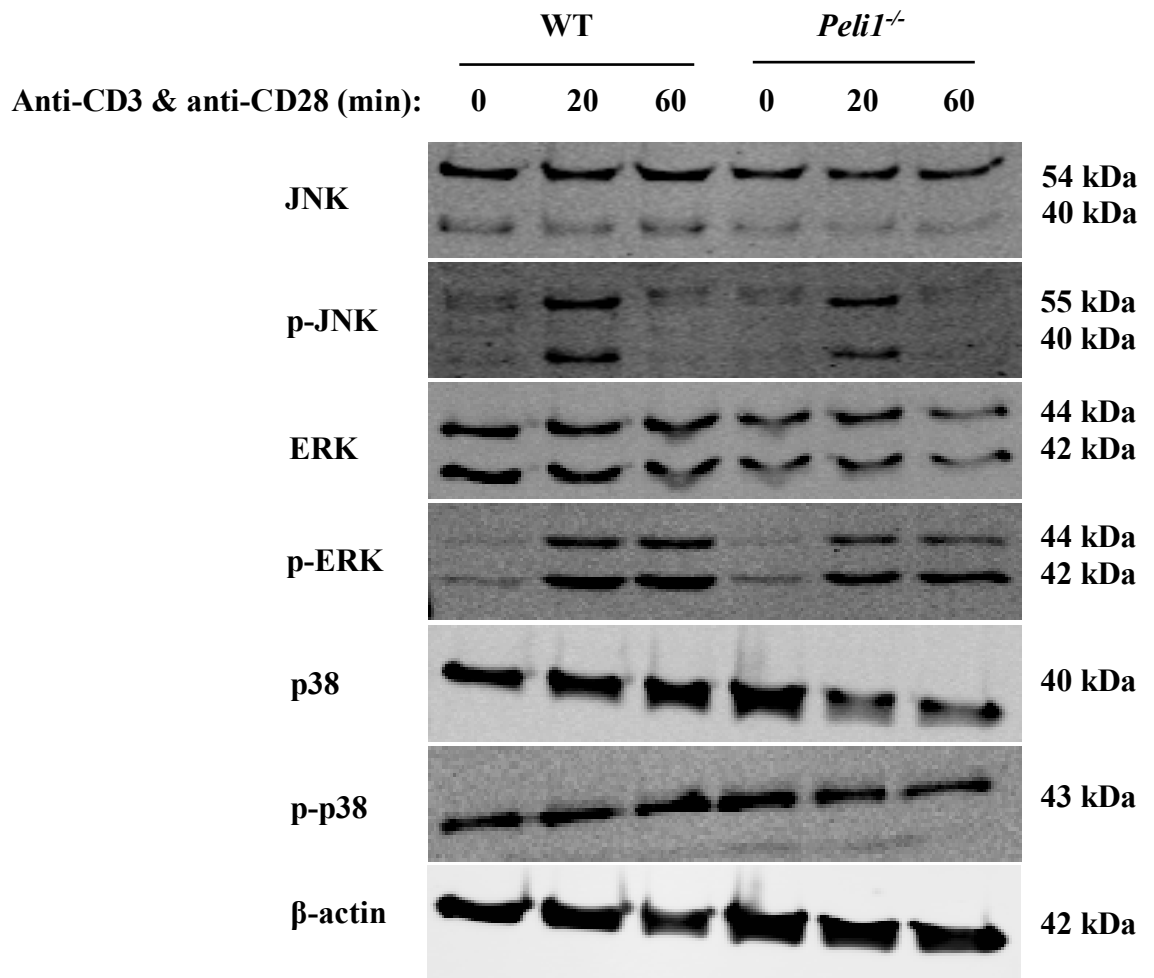 WT Peli1-/-
Anti-CD3 & anti-CD28 (min): 0 20 60 0 20 60
JNK 54 kDa
40 kDa
p-JNK 55 kDa
40 kDa
ERK 44 kDa
42 kDa
p-ERK 44 kDa
42 kDa
p38 40 kDa
p-p38 43 kDa
β-actin 42 kDa